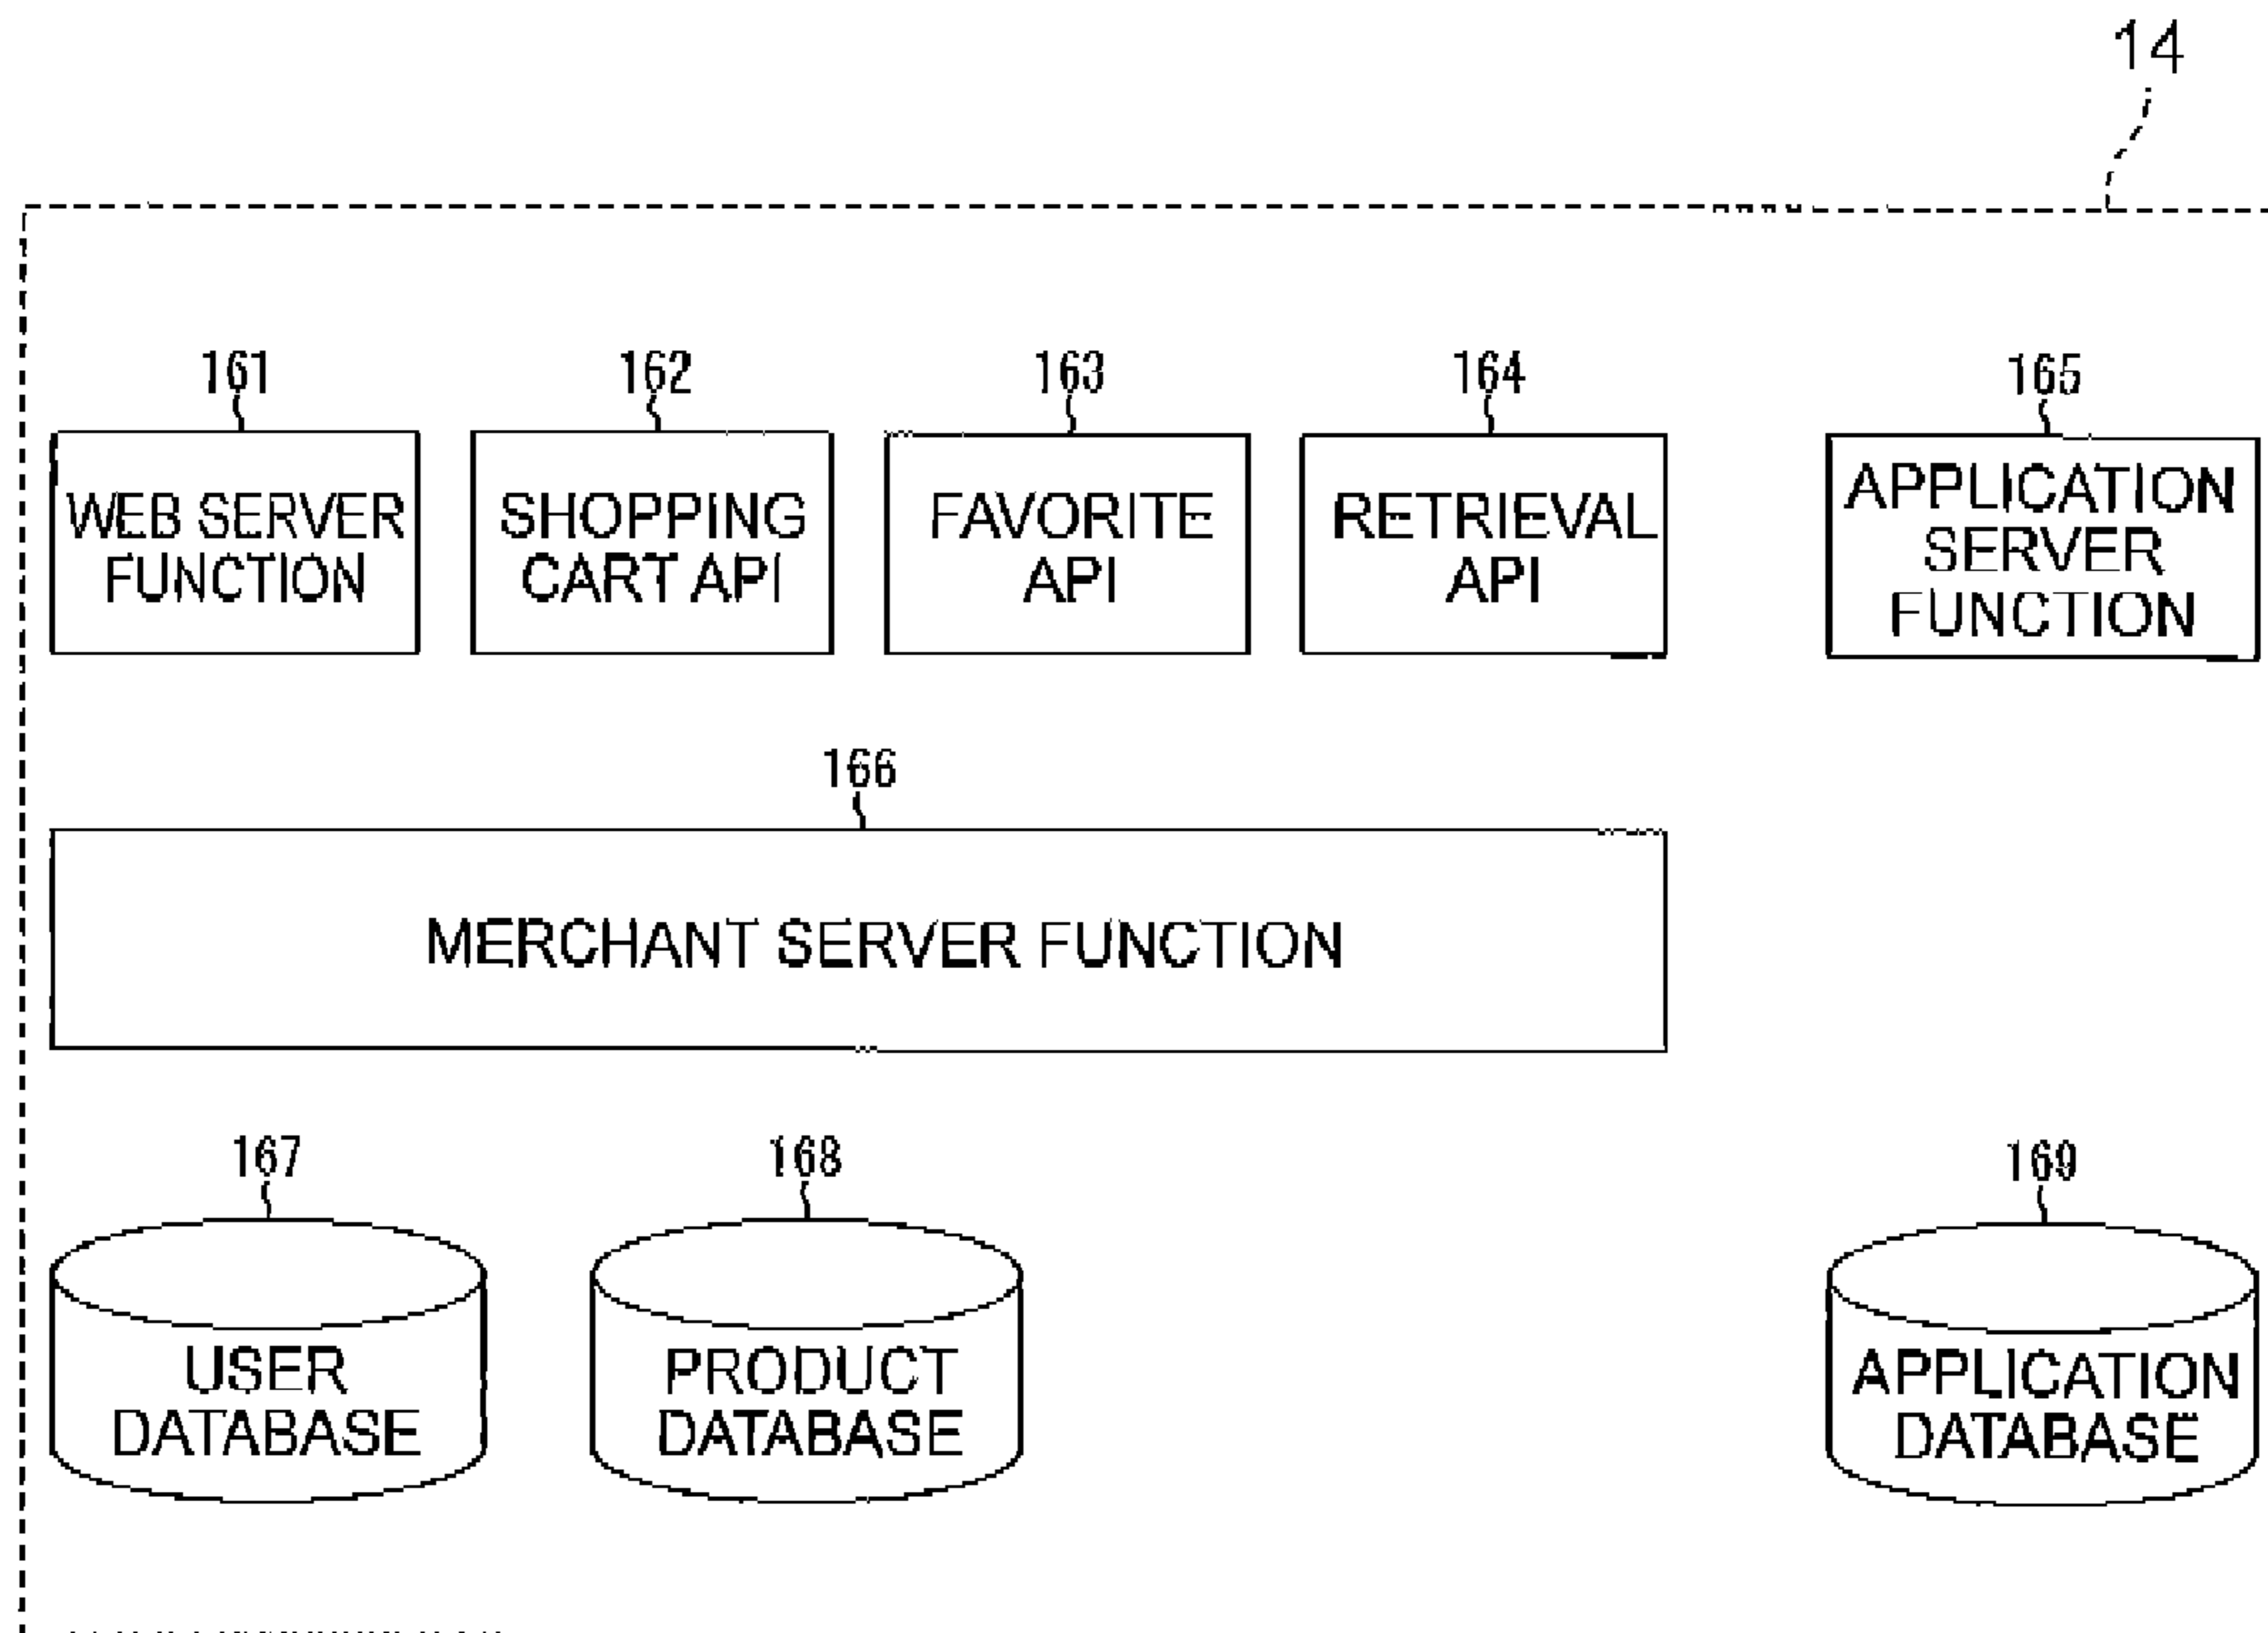 14
161
162
163
164
165
WEB SERVER
FUNCTION
SHOPPING
CART API
FAVORITE
API
RETRIEVAL
API
APPLICATION
SERVER
FUNCTION
166
MERCHANT SERVER FUNCTION
167
168
169
USER
DATABASE
PRODUCT
DATABASE
APPLICATION
DATABASE